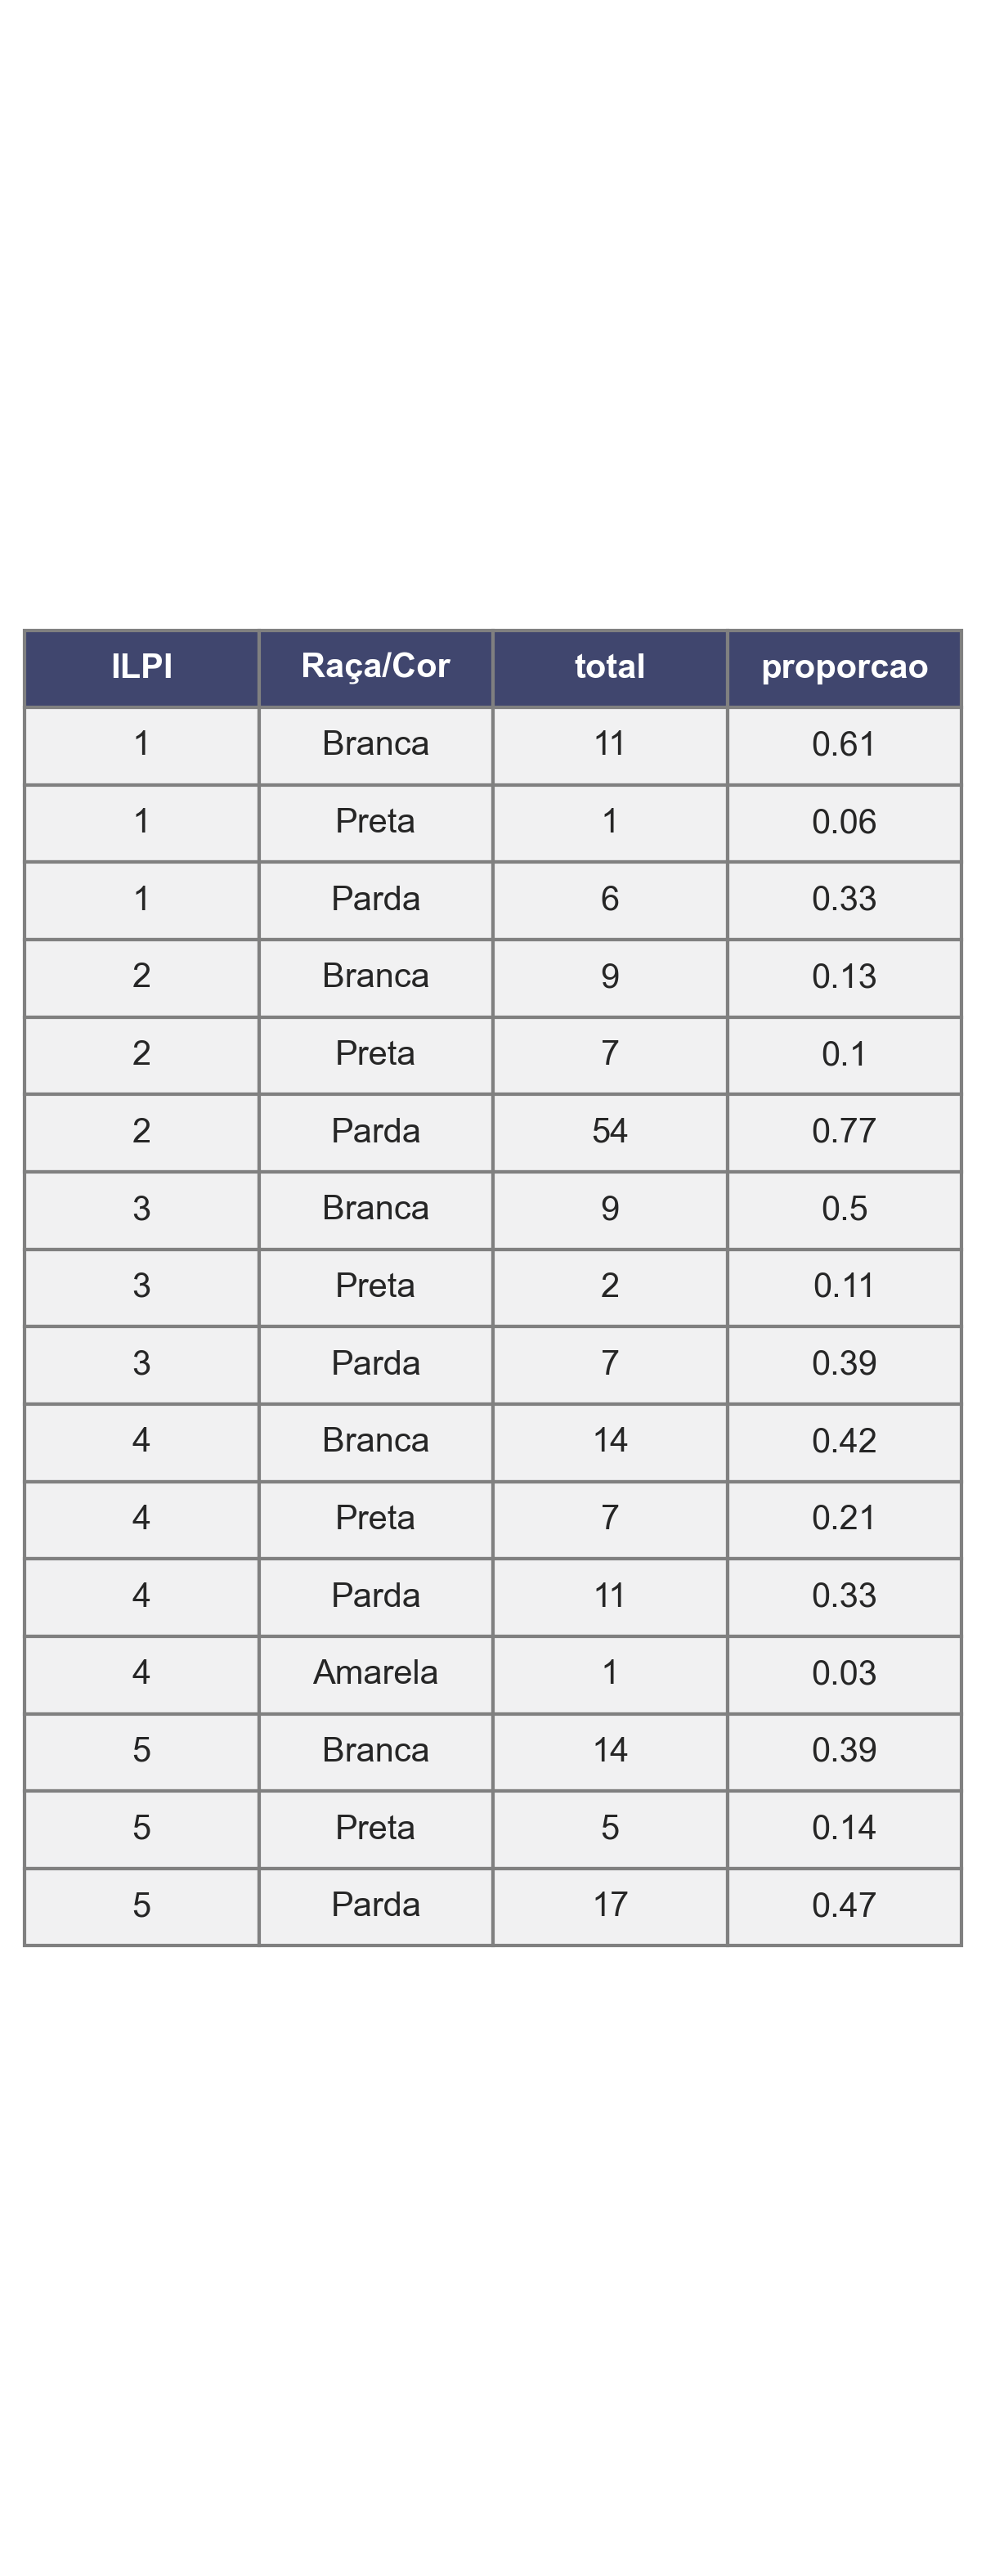 ILPI Raça/Cor total proporcao
1 Branca 11 0.61
1 Preta 1 0.06
1 Parda 6 0.33
2 Branca 9 0.13
2 Preta 7 0.1
2 Parda 54 0.77
3 Branca 9 0.5
3 Preta 2 0.11
3 Parda 7 0.39
4 Branca 14 0.42
4 Preta 7 0.21
4 Parda 11 0.33
4 Amarela 1 0.03
5 Branca 14 0.39
5 Preta 5 0.14
5 Parda 17 0.47